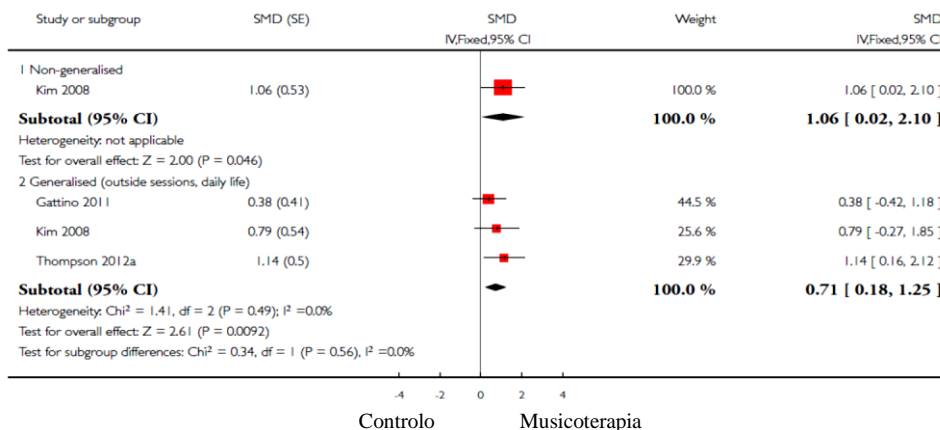 Study or subgroup SMD (SE) SMD Weight SMD
IV,Fixed,95% CI IV,Fixed,95% CI
1 Non-generalised
Kim 2008 1.06 (0.53) 100.0 % 1.06 [ 0.02, 2.10 ]
Subtotal (95% CI) 100.0 % 1.06 [ 0.02, 2.10 ]
Heterogeneity: not applicable
Test for overall effect: Z = 2.00 (P = 0.046)
2 Generalised (outside sessions, daily life)
Gattino 2011 0.38 (0.41) 44.5 % 0.38 [ -0.42, 1.18 ]
Kim 2008 0.79 (0.54) 25.6 % 0.79 [ -0.27, 1.85 ]
Thompson 2012a 1.14 (0.5) 29.9 % 1.14 [ 0.16, 2.12 ]
Subtotal (95% CI) 100.0 % 0.71 [ 0.18, 1.25 ]
Heterogeneity: Chi² = 1.41, df = 2 (P = 0.49); I² =0.0%
Test for overall effect: Z = 2.61 (P = 0.0092)
Test for subgroup differences: Chi² = 0.34, df = 1 (P = 0.56), I² =0.0%
-4 -2 0 2 4
Controlo Musicoterapia